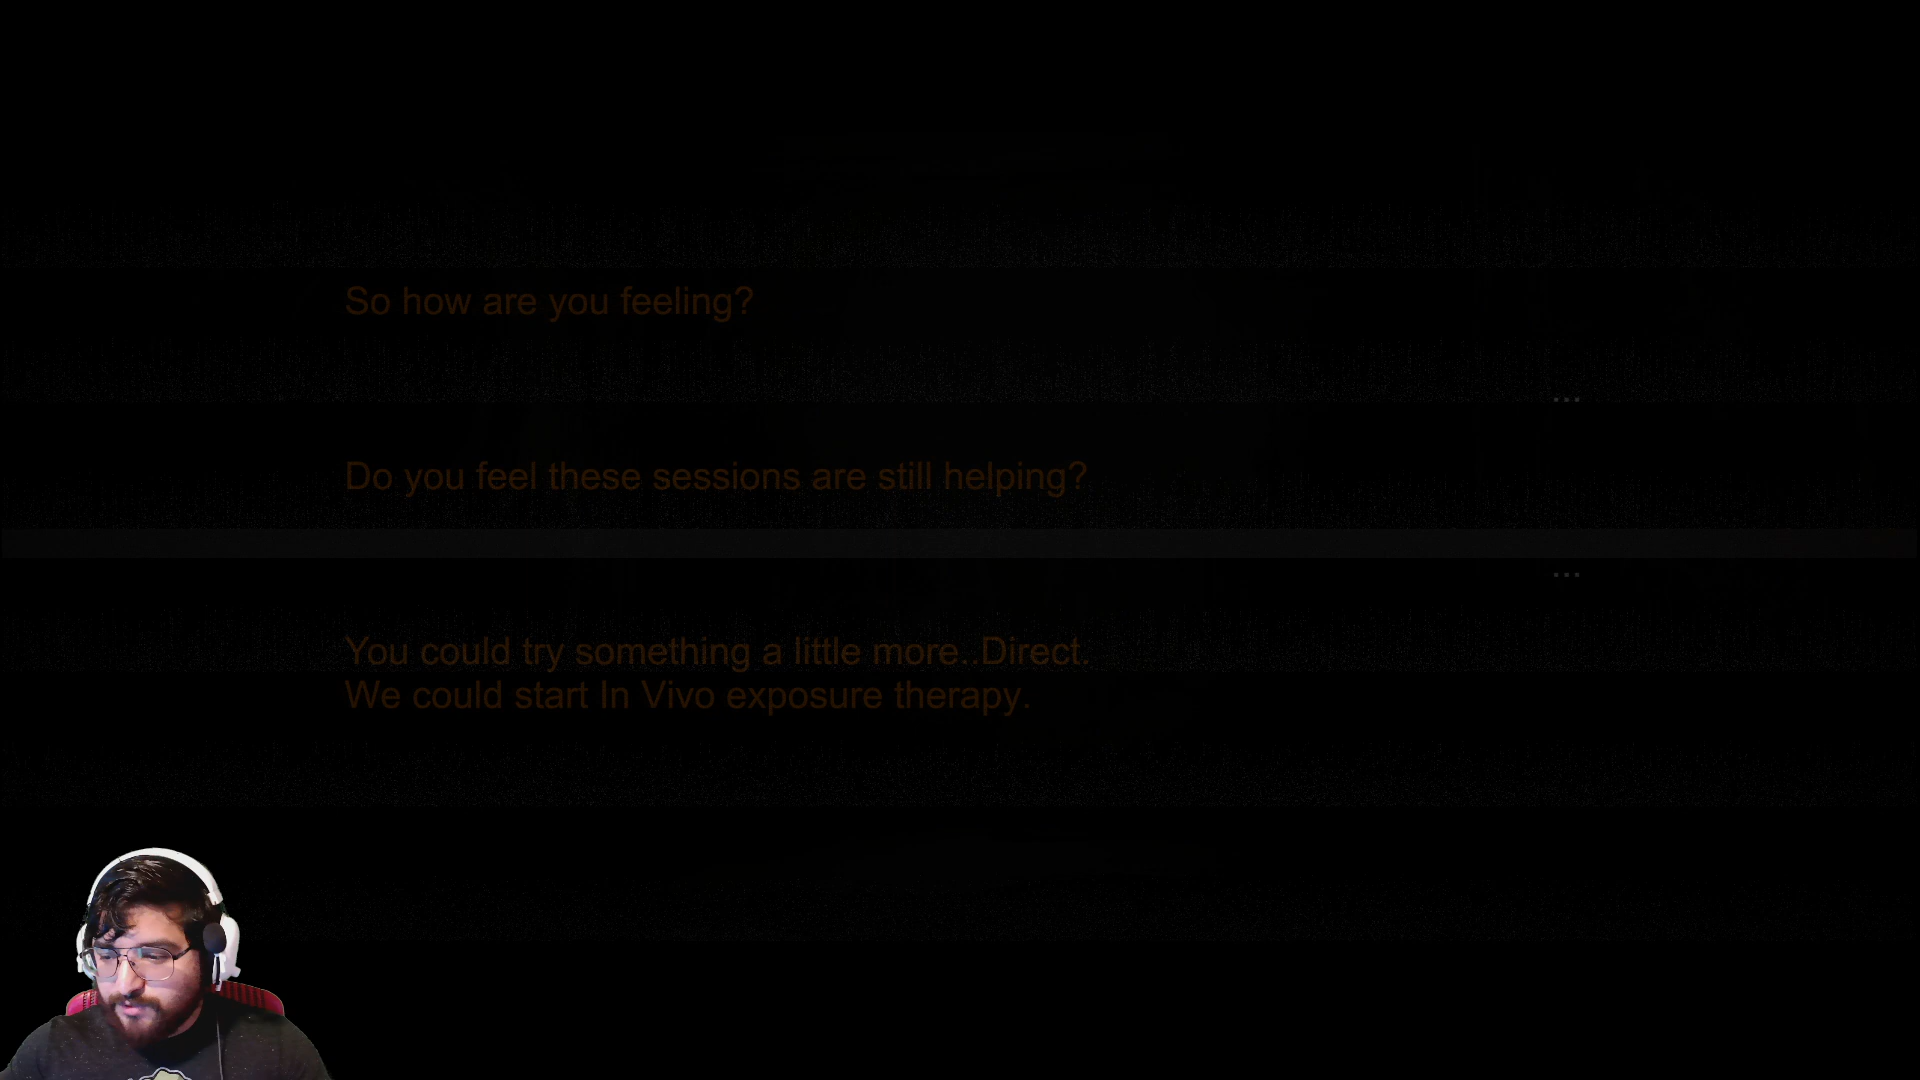 So how are you feeling?
...
Do you feel these sessions are still helping?
...
You could try something a little more..Direct.
We could start In Vivo exposure therapy.